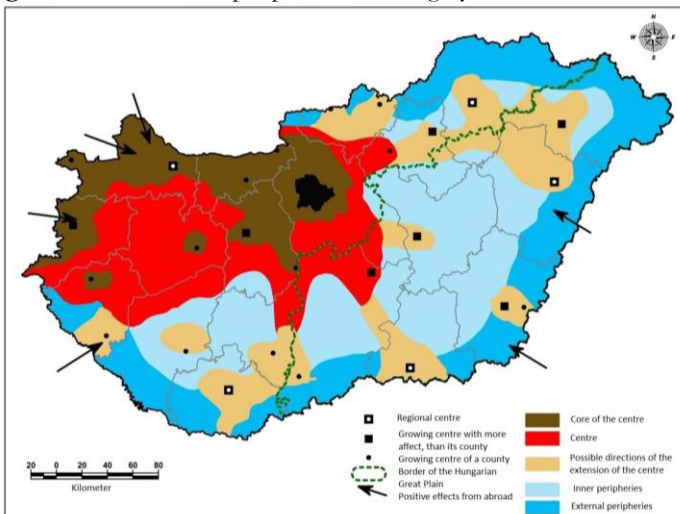 N
W E
S
Regional centre
Growing centre with more
affect, than its county
Growing centre of a county
Border of the Hungarian
Great Plain
Positive effects from abroad
Core of the centre
Centre
Possible directions of the
extension of the centre
Inner peripheries
External peripheries
20 0 20 40 60 80
Kilometer